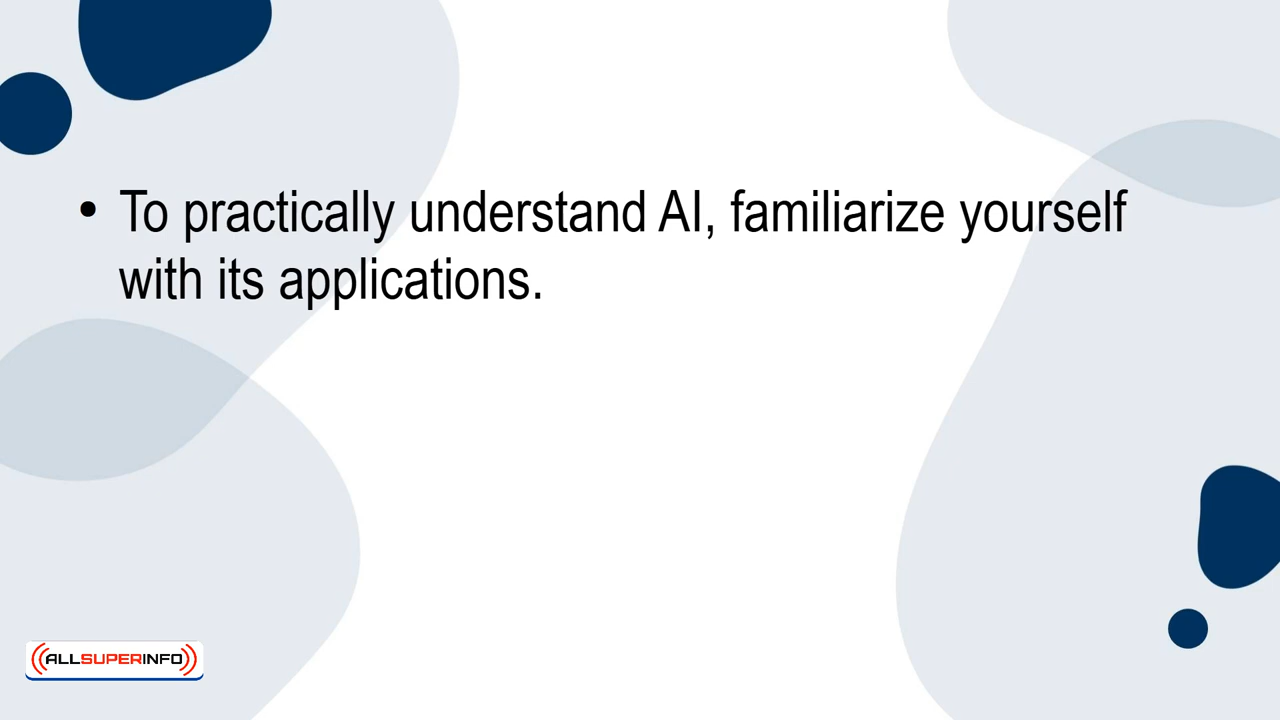 • To practically understand AI, familiarize yourself
with its applications.
ALLSUPERINFO